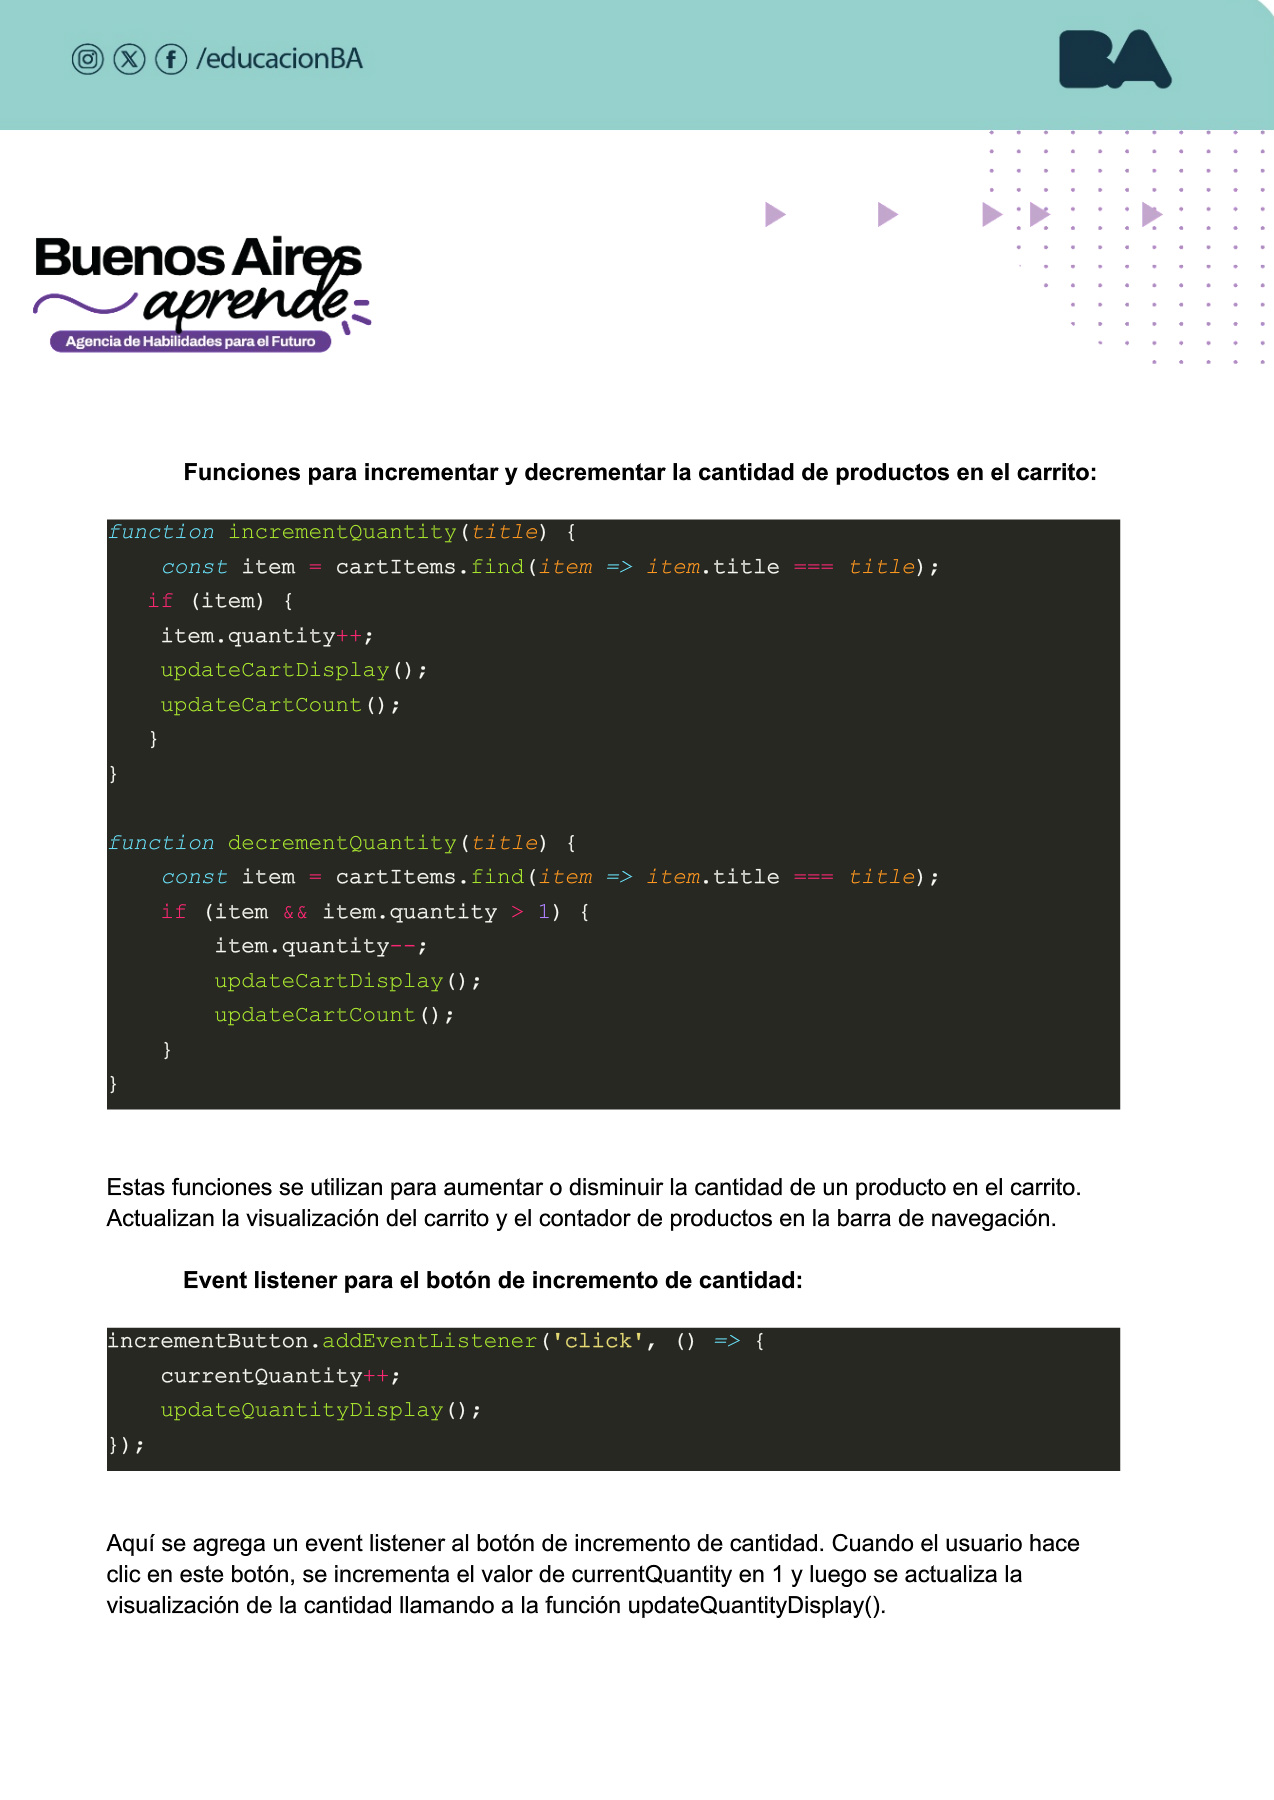 /educacionBA
BA
Buenos Aires
aprende
Agencia de Habilidades para el Futuro
Funciones para incrementar y decrementar la cantidad de productos en el carrito:
function incrementQuantity(title) {
    const item = cartItems.find(item => item.title === title);
   if (item) {
    item.quantity++;
    updateCartDisplay();
    updateCartCount();
   }
}
function decrementQuantity(title) {
    const item = cartItems.find(item => item.title === title);
    if (item && item.quantity > 1) {
        item.quantity--;
        updateCartDisplay();
        updateCartCount();
    }
}
Estas funciones se utilizan para aumentar o disminuir la cantidad de un producto en el carrito.
Actualizan la visualización del carrito y el contador de productos en la barra de navegación.
Event listener para el botón de incremento de cantidad:
incrementButton.addEventListener('click', () => {
    currentQuantity++;
    updateQuantityDisplay();
});
Aquí se agrega un event listener al botón de incremento de cantidad. Cuando el usuario hace
clic en este botón, se incrementa el valor de currentQuantity en 1 y luego se actualiza la
visualización de la cantidad llamando a la función updateQuantityDisplay().